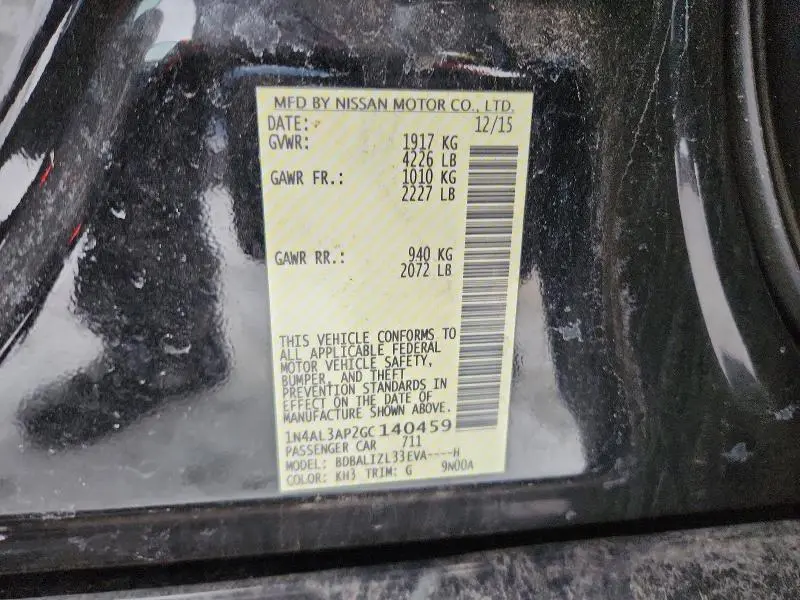 MFD BY NISSAN MOTOR CO., LTD.
DATE: 12/15
GVWR: 1917 KG
4226 LB
GAWR FR.: 1010 KG
2227 LB
GAWR RR.: 940 KG
2072 LB
THIS VEHICLE CONFORMS TO
ALL APPLICABLE FEDERAL
MOTOR VEHICLE SAFETY,
BUMPER, AND THEFT
PREVENTION STANDARDS IN
EFFECT ON THE DATE OF
MANUFACTURE SHOWN ABOVE.
1N4AL3AP2GC140459
PASSENGER CAR 711
MODEL: BDBALIZL33EVA----H
COLOR: KH3 TRIM: G 9N00A